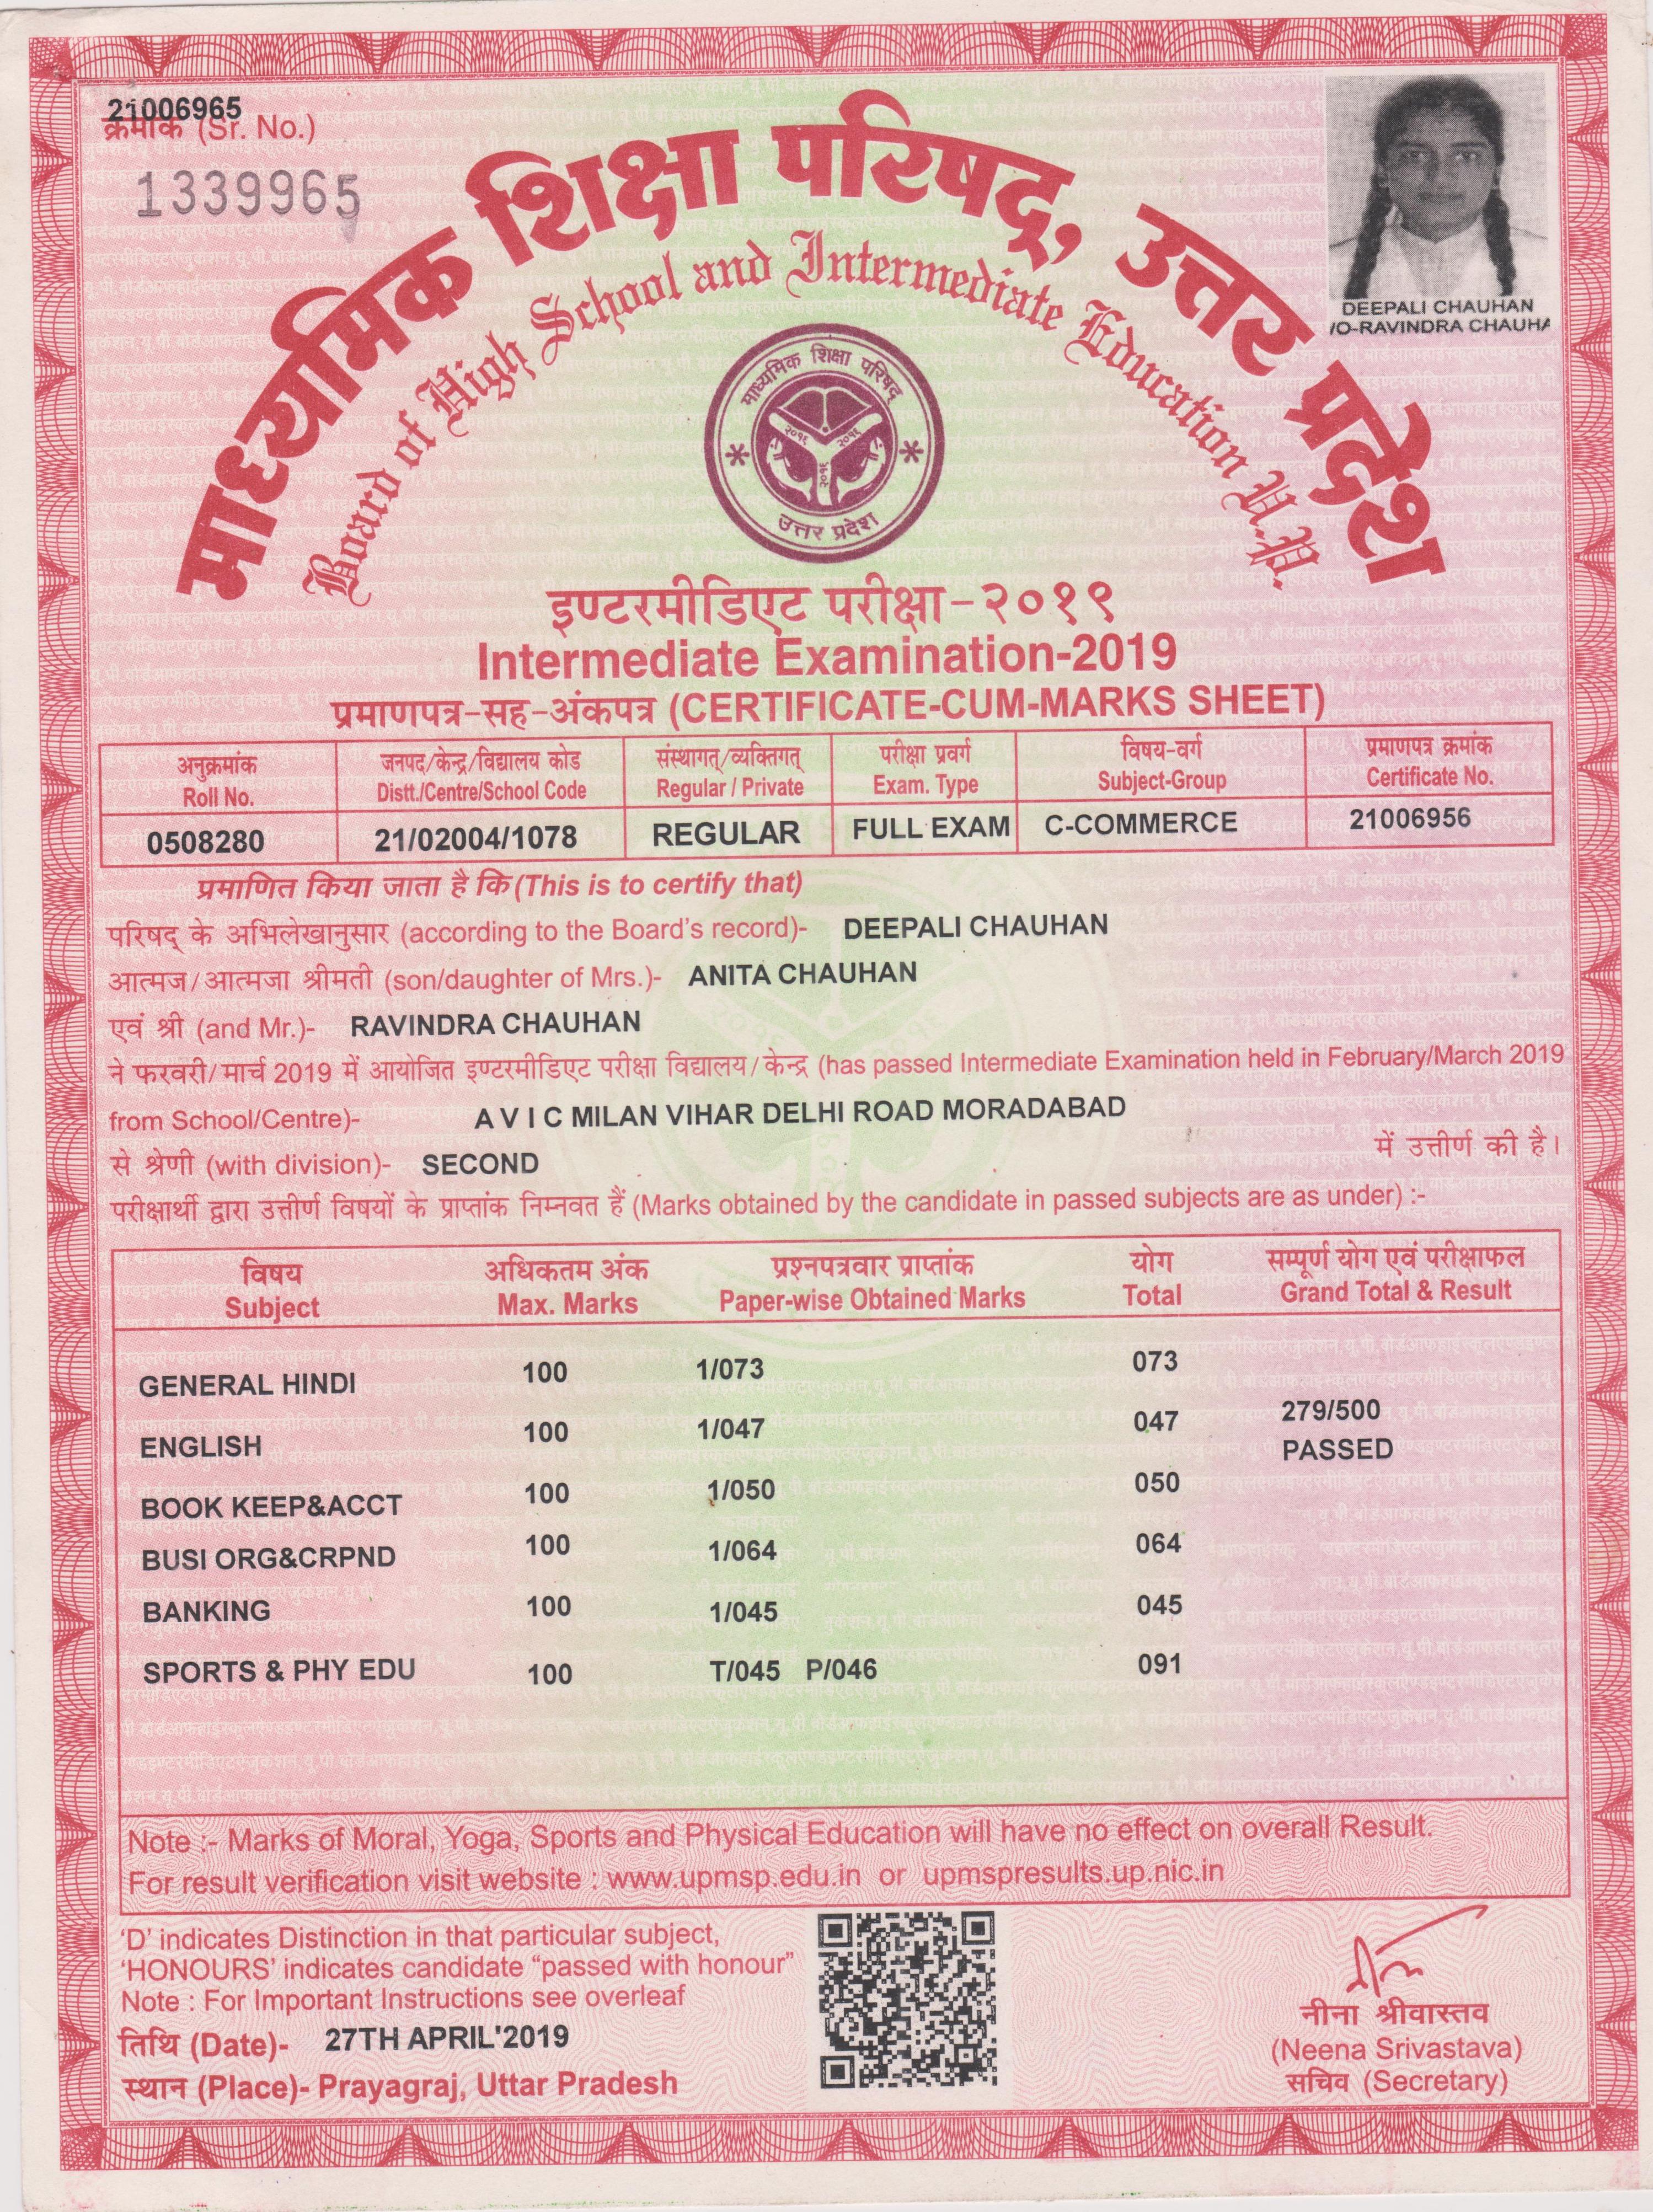 21006965
क्रमांक (Sr. No.)
1339965
माध्यमिक शिक्षा परिषद्, उत्तर प्रदेश
Board of High School and Intermediate Education U.P.
DEEPALI CHAUHAN
/O-RAVINDRA CHAUHA
माध्यमिक शिक्षा परिषद्
उत्तर प्रदेश
इण्टरमीडिएट परीक्षा-२०१९
Intermediate Examination-2019
प्रमाणपत्र-सह-अंकपत्र (CERTIFICATE-CUM-MARKS SHEET)
अनुक्रमांक जनपद/केन्द्र/विद्यालय कोड संस्थागत्/व्यक्तिगत् परीक्षा प्रवर्ग विषय-वर्ग प्रमाणपत्र क्रमांक
Roll No. Distt./Centre/School Code Regular / Private Exam. Type Subject-Group Certificate No.
0508280 21/02004/1078 REGULAR FULL EXAM C-COMMERCE 21006956
प्रमाणित किया जाता है कि (This is to certify that)
परिषद् के अभिलेखानुसार (according to the Board's record)- DEEPALI CHAUHAN
आत्मज/आत्मजा श्रीमती (son/daughter of Mrs.)- ANITA CHAUHAN
एवं श्री (and Mr.)- RAVINDRA CHAUHAN
ने फरवरी/मार्च 2019 में आयोजित इण्टरमीडिएट परीक्षा विद्यालय/केन्द्र (has passed Intermediate Examination held in February/March 2019
from School/Centre)- A V I C MILAN VIHAR DELHI ROAD MORADABAD
से श्रेणी (with division)- SECOND में उत्तीर्ण की है।
परीक्षार्थी द्वारा उत्तीर्ण विषयों के प्राप्तांक निम्नवत हैं (Marks obtained by the candidate in passed subjects are as under) :-
विषय अधिकतम अंक प्रश्नपत्रवार प्राप्तांक योग सम्पूर्ण योग एवं परीक्षाफल
Subject Max. Marks Paper-wise Obtained Marks Total Grand Total & Result
GENERAL HINDI 100 1/073 073
ENGLISH 100 1/047 047 279/500
PASSED
BOOK KEEP&ACCT 100 1/050 050
BUSI ORG&CRPND 100 1/064 064
BANKING 100 1/045 045
SPORTS & PHY EDU 100 T/045 P/046 091
Note :- Marks of Moral, Yoga, Sports and Physical Education will have no effect on overall Result.
For result verification visit website : www.upmsp.edu.in or upmspresults.up.nic.in
'D' indicates Distinction in that particular subject,
'HONOURS' indicates candidate "passed with honour"
Note : For Important Instructions see overleaf
तिथि (Date)- 27TH APRIL'2019
स्थान (Place)- Prayagraj, Uttar Pradesh
नीना श्रीवास्तव
(Neena Srivastava)
सचिव (Secretary)